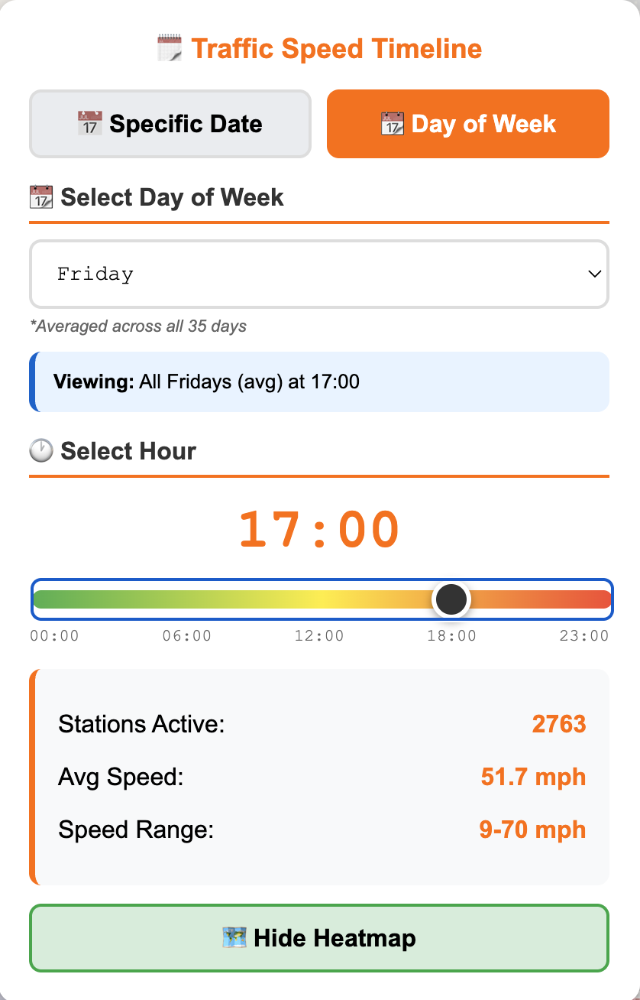 Traffic Speed Timeline
Specific Date
Day of Week
Select Day of Week
Friday
*Averaged across all 35 days
Viewing: All Fridays (avg) at 17:00
Select Hour
17:00
00:00 06:00 12:00 18:00 23:00
Stations Active: 2763
Avg Speed: 51.7 mph
Speed Range: 9-70 mph
Hide Heatmap